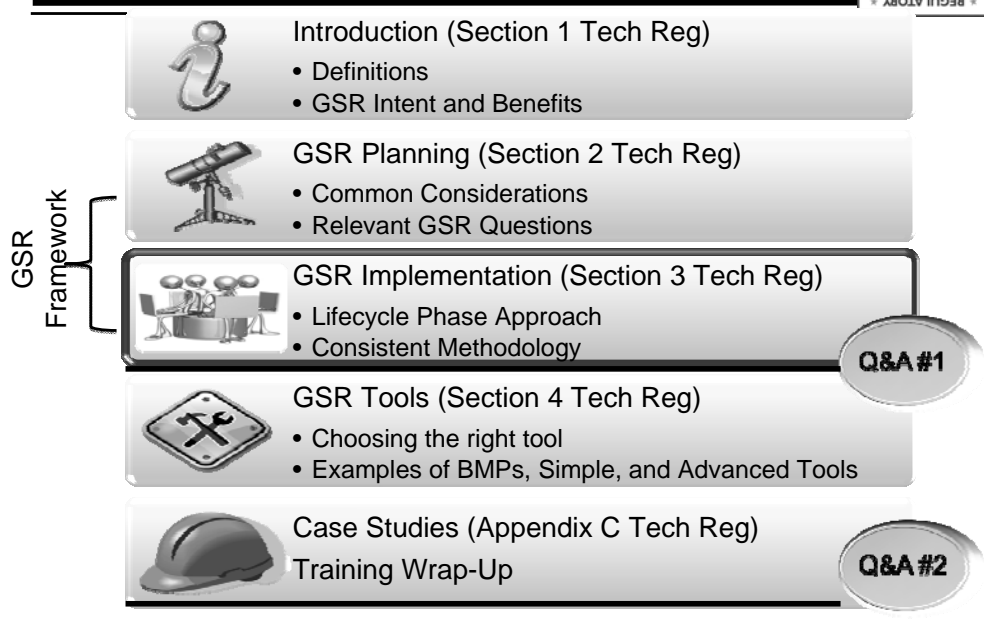 REGULATORY
Introduction (Section 1 Tech Reg)
• Definitions
• GSR Intent and Benefits
GSR Planning (Section 2 Tech Reg)
• Common Considerations
• Relevant GSR Questions
GSR
Framework
GSR Implementation (Section 3 Tech Reg)
• Lifecycle Phase Approach
• Consistent Methodology
Q&A #1
GSR Tools (Section 4 Tech Reg)
• Choosing the right tool
• Examples of BMPs, Simple, and Advanced Tools
Case Studies (Appendix C Tech Reg)
Training Wrap-Up
Q&A #2